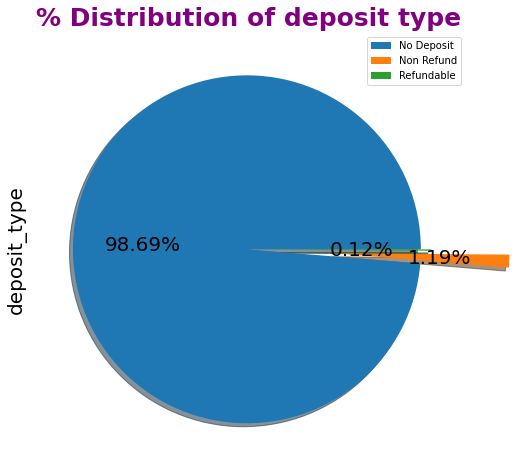 % Distribution of deposit type
No Deposit
Non Refund
Refundable
deposit_type
98.69%
0.12%
1.19%